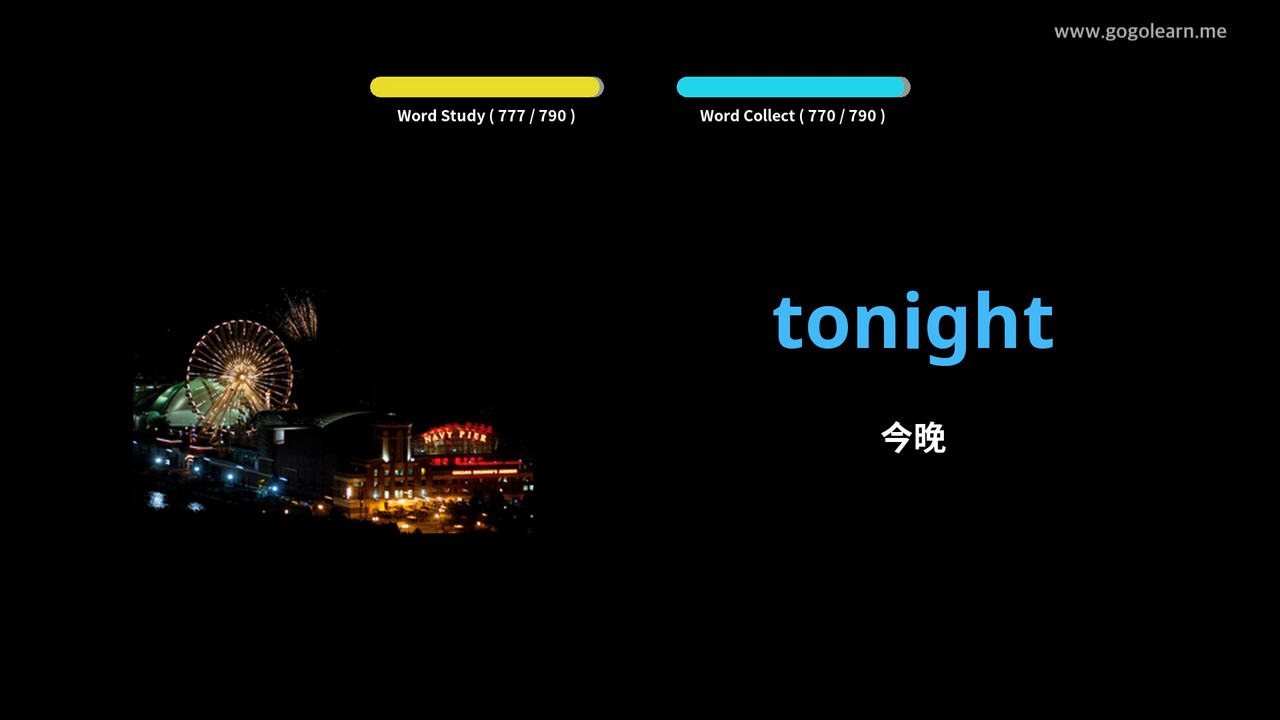 www.gogolearn.me
Word Study ( 777 / 790 )
Word Collect ( 770 / 790 )
tonight
今晚
NAVY PIER